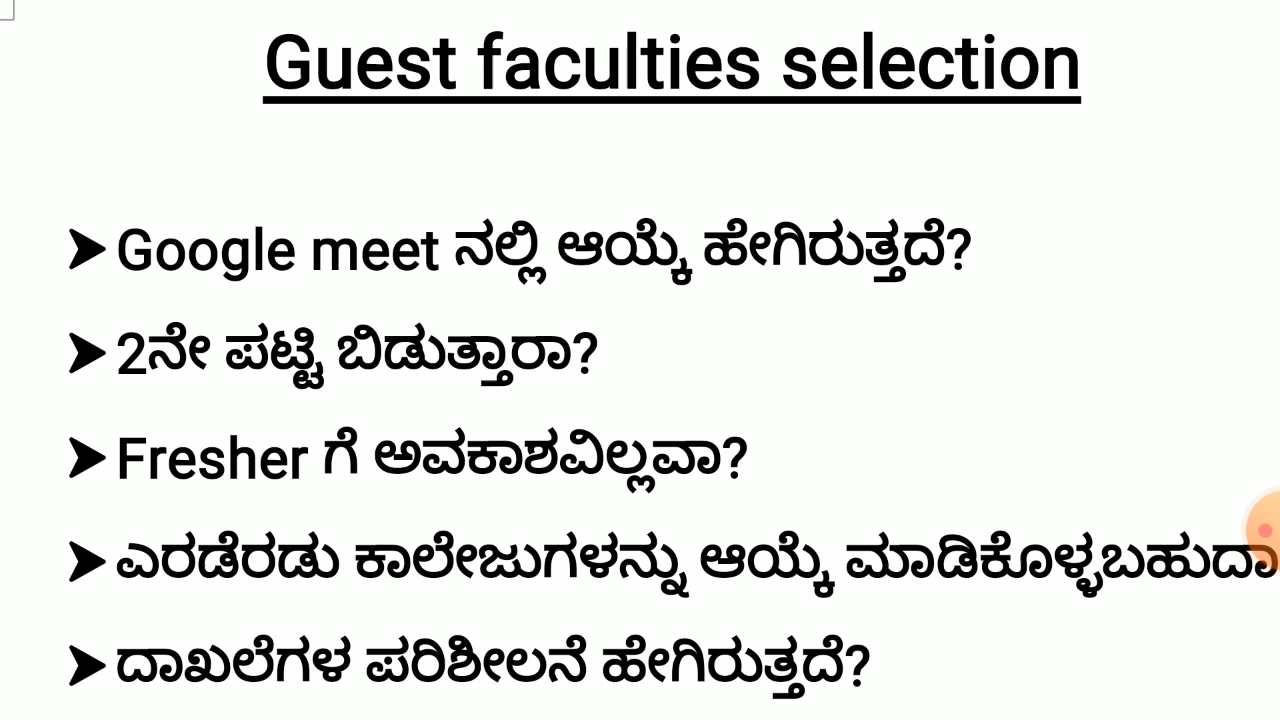 Guest faculties selection
➤ Google meet ನಲ್ಲಿ ಆಯ್ಕೆ ಹೇಗಿರುತ್ತದೆ?
➤ 2ನೇ ಪಟ್ಟಿ ಬಿಡುತ್ತಾರಾ?
➤ Fresher ಗೆ ಅವಕಾಶವಿಲ್ಲವಾ?
➤ ಎರಡೆರಡು ಕಾಲೇಜುಗಳನ್ನು ಆಯ್ಕೆ ಮಾಡಿಕೊಳ್ಳಬಹುದಾ
➤ ದಾಖಲೆಗಳ ಪರಿಶೀಲನೆ ಹೇಗಿರುತ್ತದೆ?